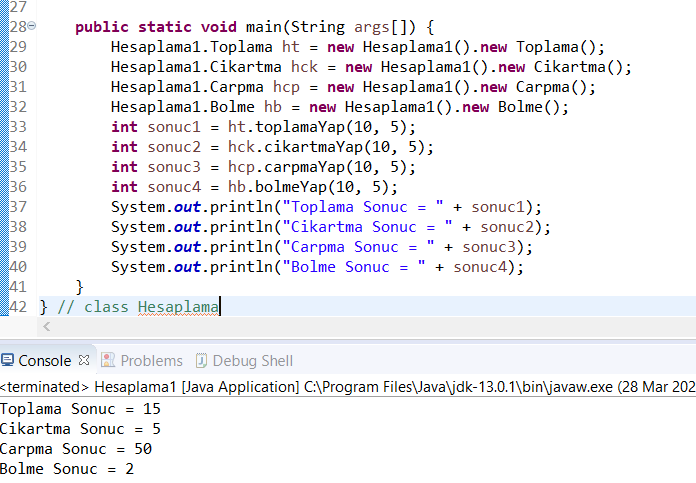 27
28 public static void main(String args[]) {
29 Hesaplama1.Toplama ht = new Hesaplama1().new Toplama();
30 Hesaplama1.Cikartma hck = new Hesaplama1().new Cikartma();
31 Hesaplama1.Carpma hcp = new Hesaplama1().new Carpma();
32 Hesaplama1.Bolme hb = new Hesaplama1().new Bolme();
33 int sonuc1 = ht.toplamaYap(10, 5);
34 int sonuc2 = hck.cikartmaYap(10, 5);
35 int sonuc3 = hcp.carpmaYap(10, 5);
36 int sonuc4 = hb.bolmeYap(10, 5);
37 System.out.println("Toplama Sonuc = " + sonuc1);
38 System.out.println("Cikartma Sonuc = " + sonuc2);
39 System.out.println("Carpma Sonuc = " + sonuc3);
40 System.out.println("Bolme Sonuc = " + sonuc4);
41 }
42 } // class Hesaplama
Console Problems Debug Shell
<terminated> Hesaplama1 [Java Application] C:\Program Files\Java\jdk-13.0.1\bin\javaw.exe (28 Mar 202
Toplama Sonuc = 15
Cikartma Sonuc = 5
Carpma Sonuc = 50
Bolme Sonuc = 2